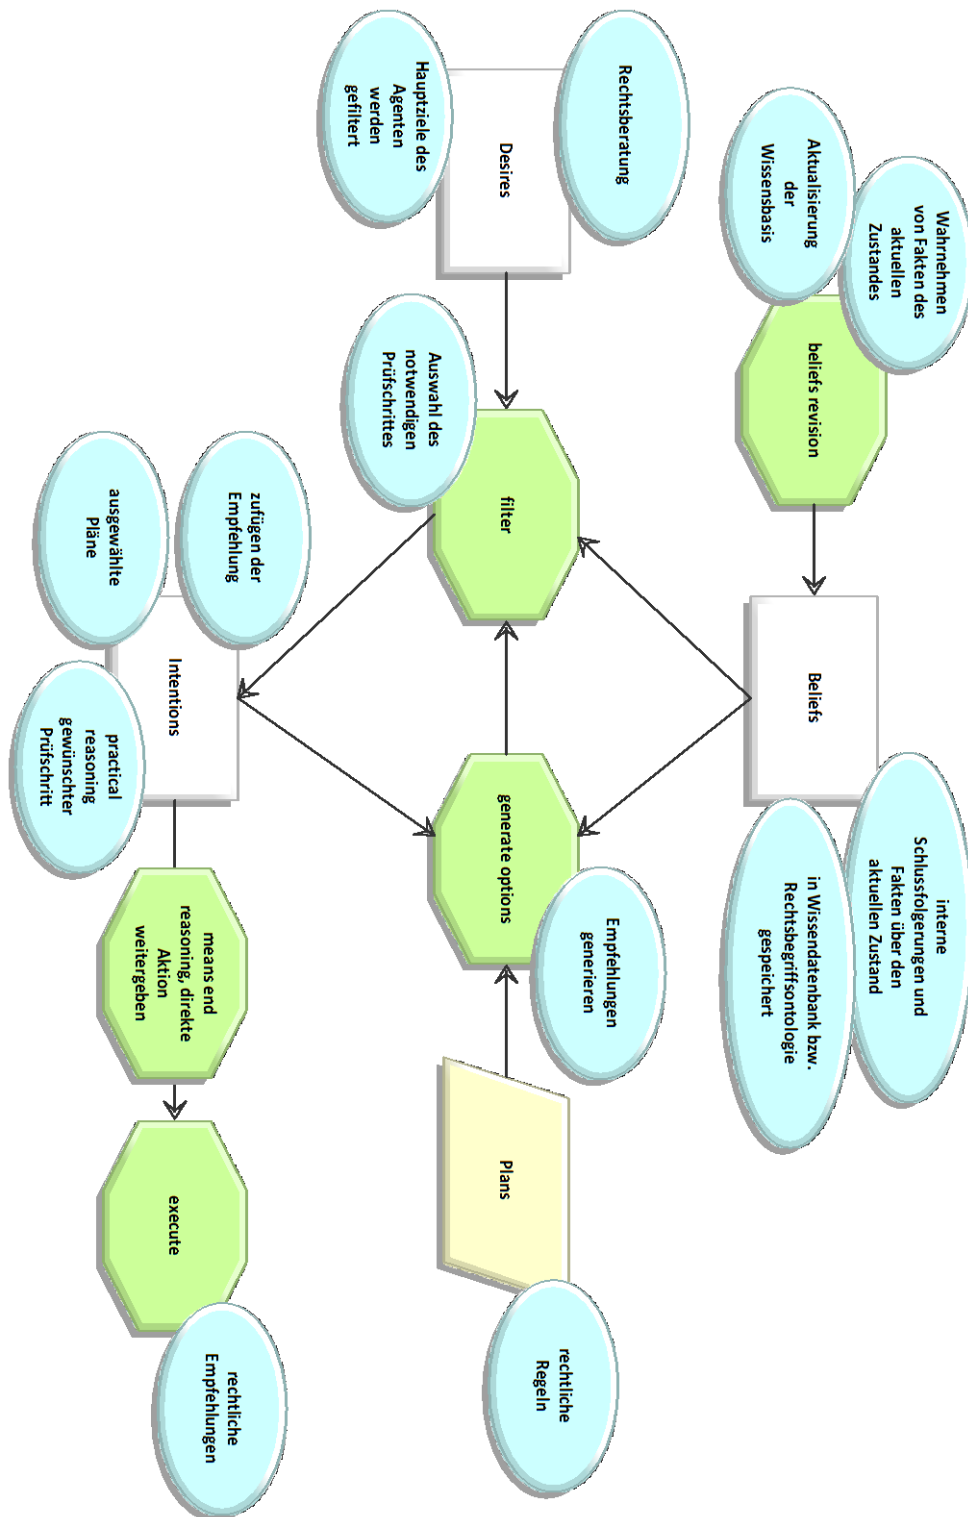 Wahrnehmen
von Fakten des
aktuellen
Zustandes
Aktualisierung
der
Wissensbasis
beliefs revision
Beliefs
interne
Schlussfolgerungen und
Fakten über den
aktuellen Zustand
in Wissendatenbank bzw.
Rechtsbegriffsontologie
gespeichert
Rechtsberatung
Desires
Hauptziele des
Agenten
werden
gefiltert
Auswahl des
notwendigen
Prüfschrittes
filter
generate options
Empfehlungen
generieren
Plans
rechtliche
Regeln
zufügen der
Empfehlung
ausgewählte
Pläne
Intentions
practical
reasoning
gewünschter
Prüfschritt
means end
reasoning, direkte
Aktion
weitergeben
execute
rechtliche
Empfehlungen